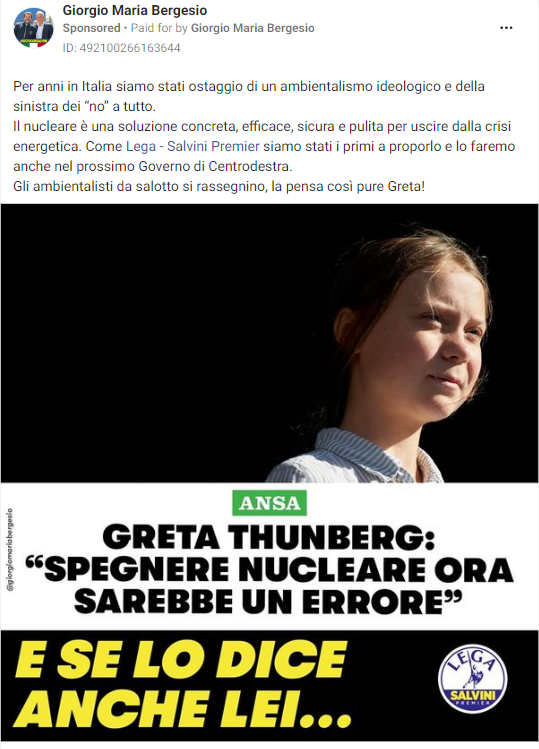 Giorgio Maria Bergesio
Sponsored • Paid for by Giorgio Maria Bergesio
ID: 492100266163644
Per anni in Italia siamo stati ostaggio di un ambientalismo ideologico e della
sinistra dei “no” a tutto.
Il nucleare è una soluzione concreta, efficace, sicura e pulita per uscire dalla crisi
energetica. Come Lega - Salvini Premier siamo stati i primi a proporlo e lo faremo
anche nel prossimo Governo di Centrodestra.
Gli ambientalisti da salotto si rassegnino, la pensa così pure Greta!
ANSA
@giorgiomariabergesio
GRETA THUNBERG:
“SPEGNERE NUCLEARE ORA
SAREBBE UN ERRORE”
E SE LO DICE
ANCHE LEI...
LEGA
SALVINI
PREMIER